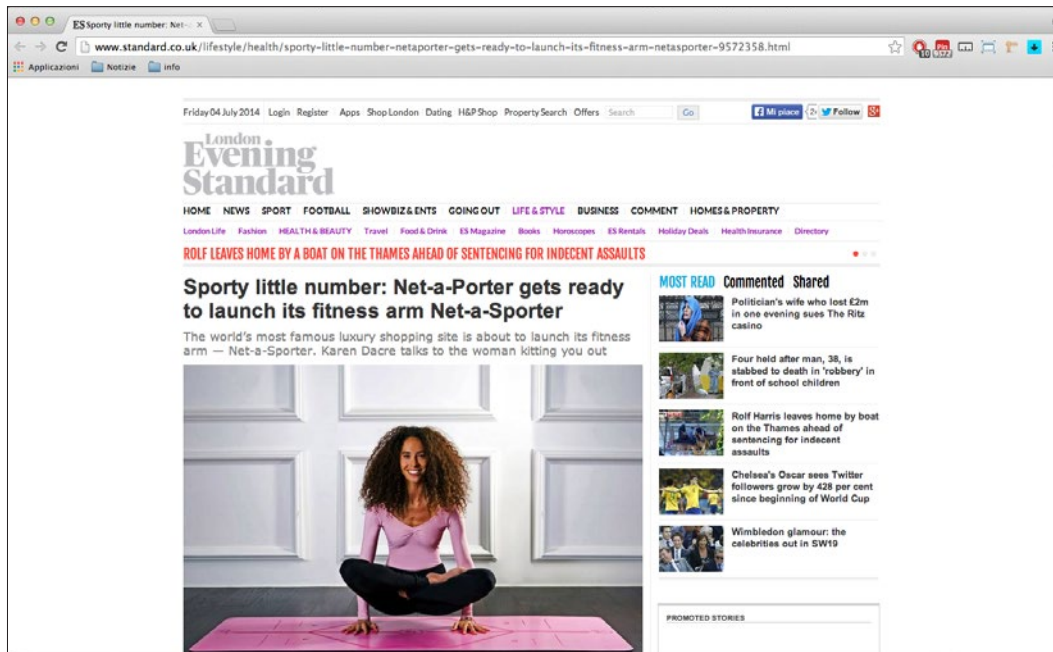 ES Sporty little number: Net-
www.standard.co.uk/lifestyle/health/sporty-little-number-netaporter-gets-ready-to-launch-its-fitness-arm-netasporter-9572358.html
Applicazioni Notizie info
Friday 04 July 2014 Login Register Apps Shop London Dating H&P Shop Property Search Offers Search Go Mi piace Follow
London
Evening
Standard
HOME NEWS SPORT FOOTBALL SHOWBIZ & ENTS GOING OUT LIFE & STYLE BUSINESS COMMENT HOMES & PROPERTY
London Life Fashion HEALTH & BEAUTY Travel Food & Drink ES Magazine Books Horoscopes ES Rentals Holiday Deals Health Insurance Directory
ROLF LEAVES HOME BY A BOAT ON THE THAMES AHEAD OF SENTENCING FOR INDECENT ASSAULTS
Sporty little number: Net-a-Porter gets ready
to launch its fitness arm Net-a-Sporter
The world's most famous luxury shopping site is about to launch its fitness
arm — Net-a-Sporter. Karen Dacre talks to the woman kitting you out
MOST READ Commented Shared
Politician's wife who lost £2m
in one evening sues The Ritz
casino
Four held after man, 38, is
stabbed to death in 'robbery' in
front of school children
Rolf Harris leaves home by boat
on the Thames ahead of
sentencing for indecent
assaults
Chelsea's Oscar sees Twitter
followers grow by 428 per cent
since beginning of World Cup
Wimbledon glamour: the
celebrities out in SW19
PROMOTED STORIES